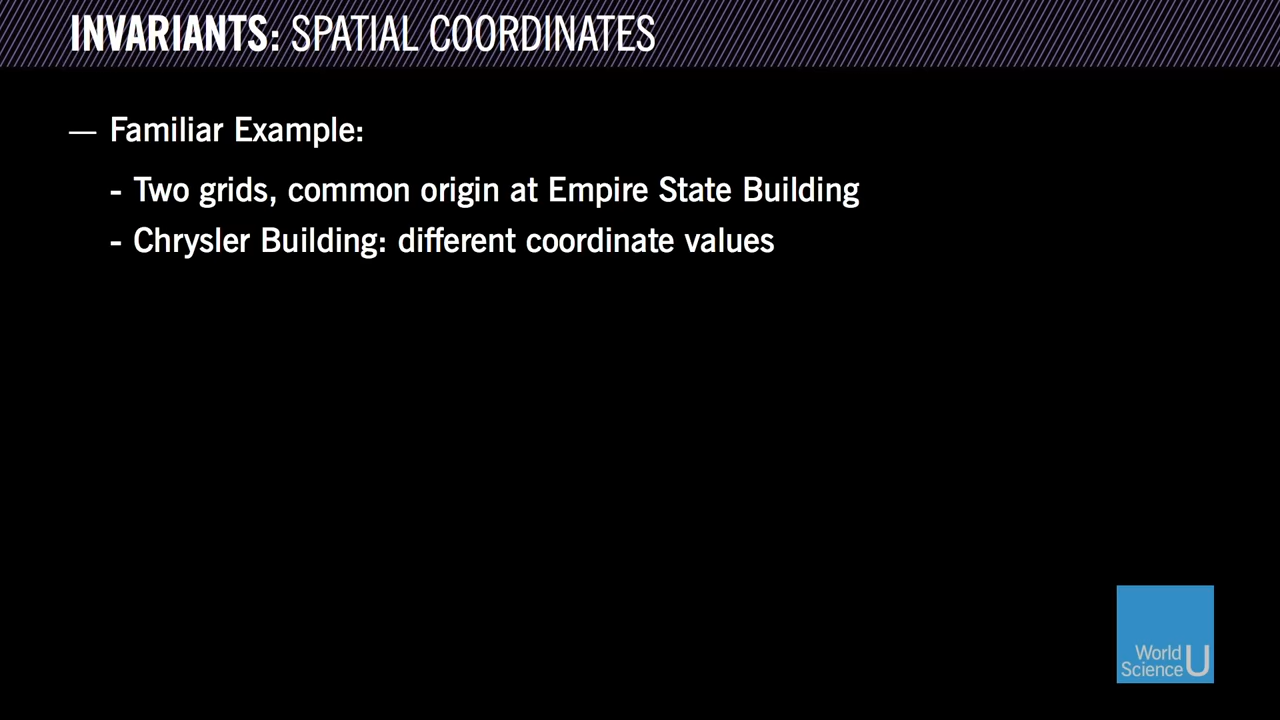 INVARIANTS: SPATIAL COORDINATES
— Familiar Example:
- Two grids, common origin at Empire State Building
- Chrysler Building: different coordinate values
World
Science U